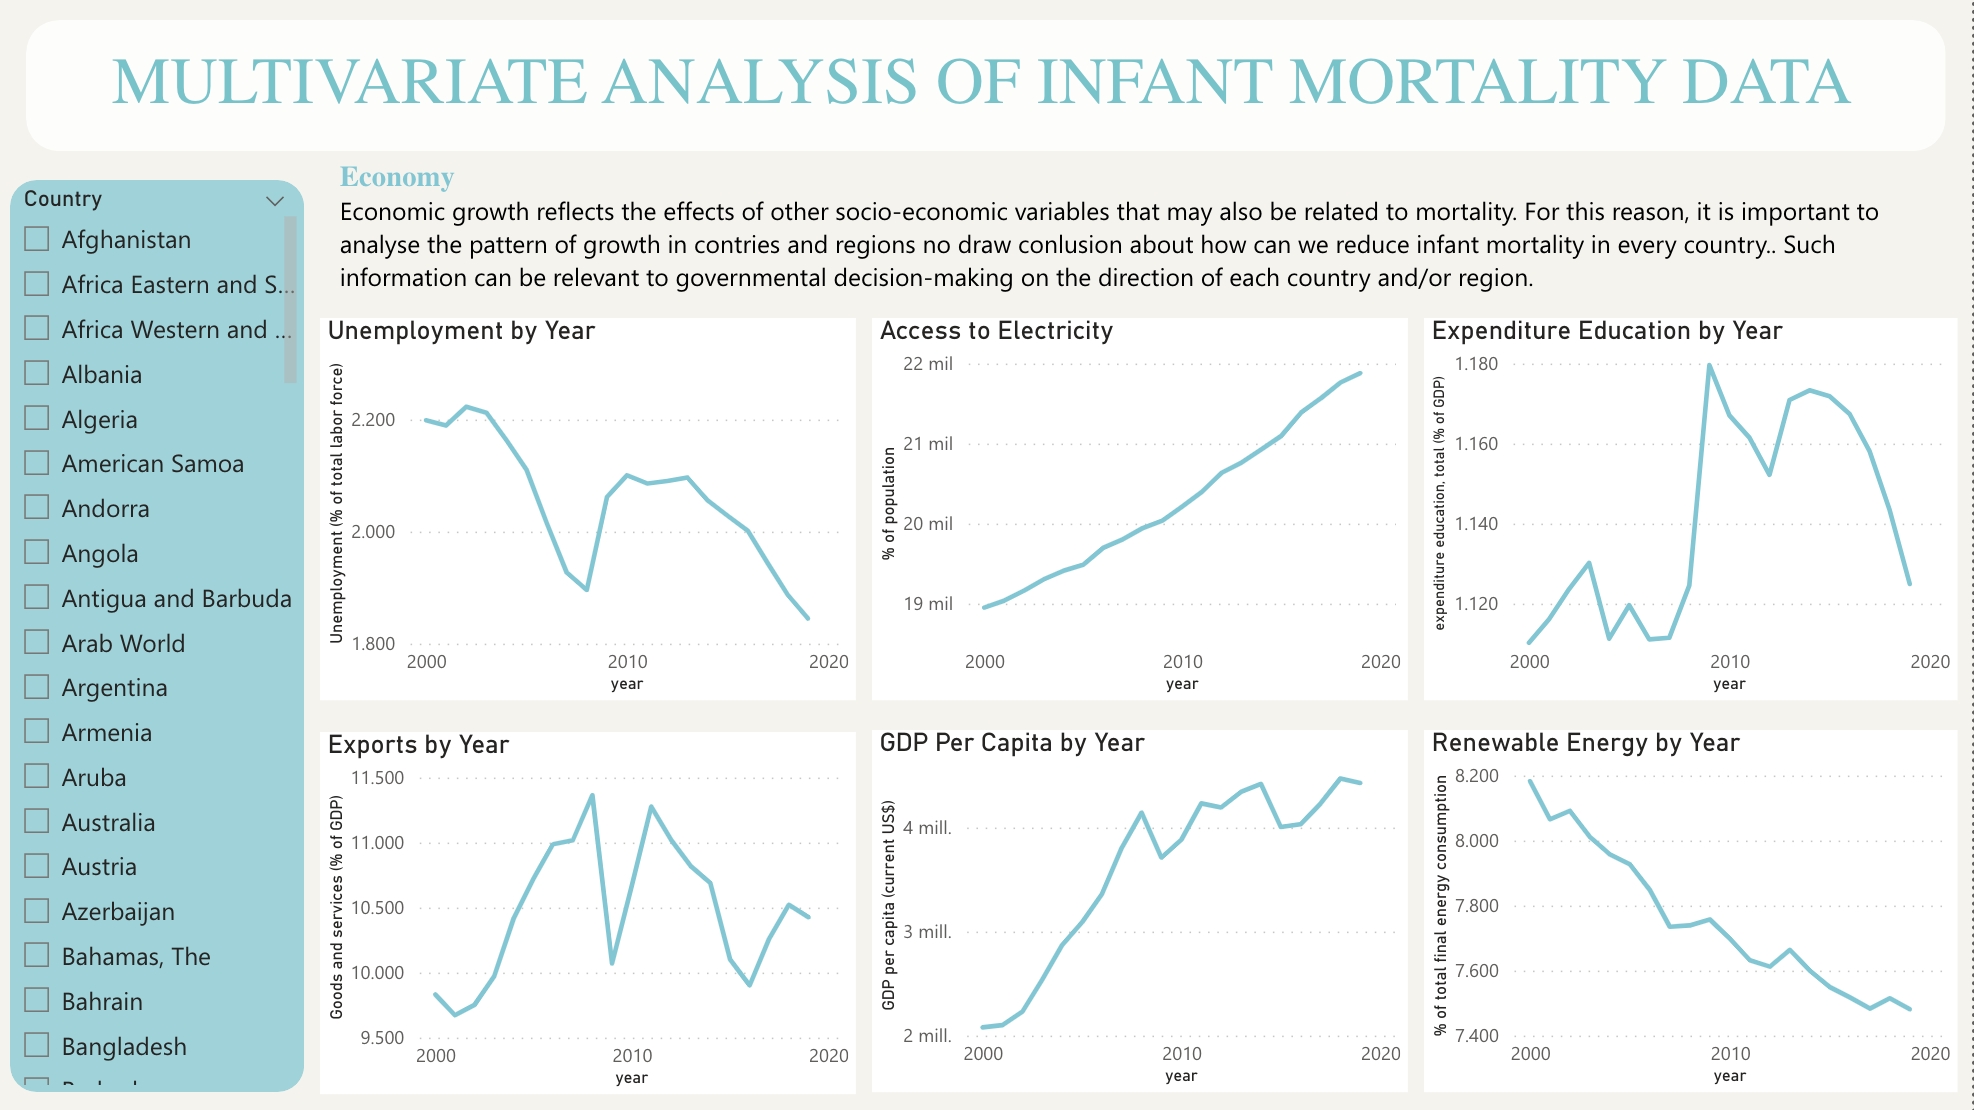 MULTIVARIATE ANALYSIS OF INFANT MORTALITY DATA
Country
Afghanistan
Africa Eastern and S...
Africa Western and ...
Albania
Algeria
American Samoa
Andorra
Angola
Antigua and Barbuda
Arab World
Argentina
Armenia
Aruba
Australia
Austria
Azerbaijan
Bahamas, The
Bahrain
Bangladesh
Economy
Economic growth reflects the effects of other socio-economic variables that may also be related to mortality. For this reason, it is important to
analyse the pattern of growth in contries and regions no draw conlusion about how can we reduce infant mortality in every country.. Such
information can be relevant to governmental decision-making on the direction of each country and/or region.
Unemployment by Year
Unemployment (% of total labor force)
2.200
2.000
1.800
2000 2010 2020
year
Access to Electricity
% of population
22 mil
21 mil
20 mil
19 mil
2000 2010 2020
year
Expenditure Education by Year
expenditure education, total (% of GDP)
1.180
1.160
1.140
1.120
2000 2010 2020
year
Exports by Year
Goods and services (% of GDP)
11.500
11.000
10.500
10.000
9.500
2000 2010 2020
year
GDP Per Capita by Year
GDP per capita (current US$)
4 mill.
3 mill.
2 mill.
2000 2010 2020
year
Renewable Energy by Year
% of total final energy consumption
8.200
8.000
7.800
7.600
7.400
2000 2010 2020
year